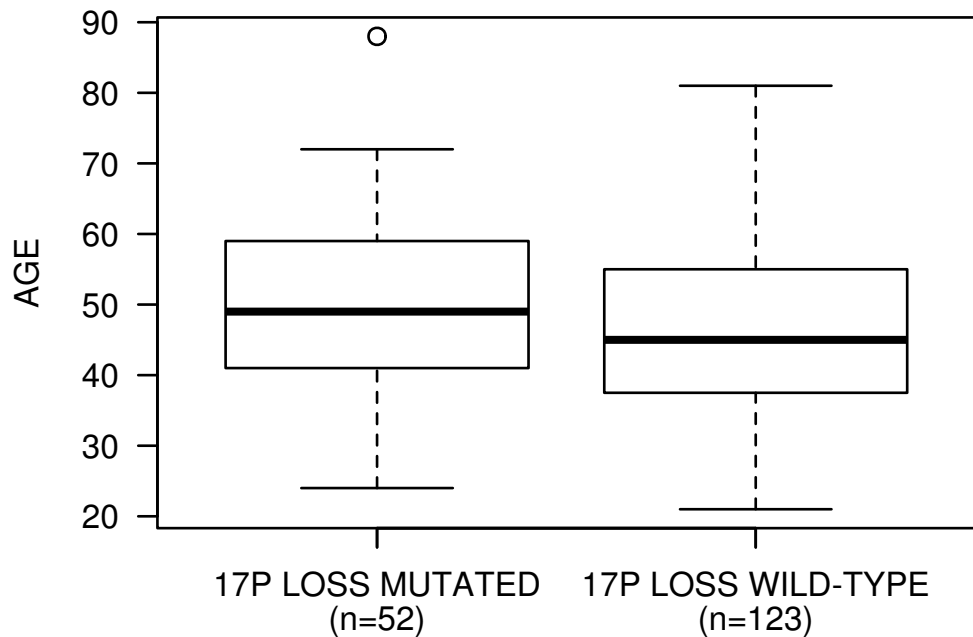 90
80
70
60
50
40
30
20
AGE
17P LOSS MUTATED
(n=52)
17P LOSS WILD-TYPE
(n=123)